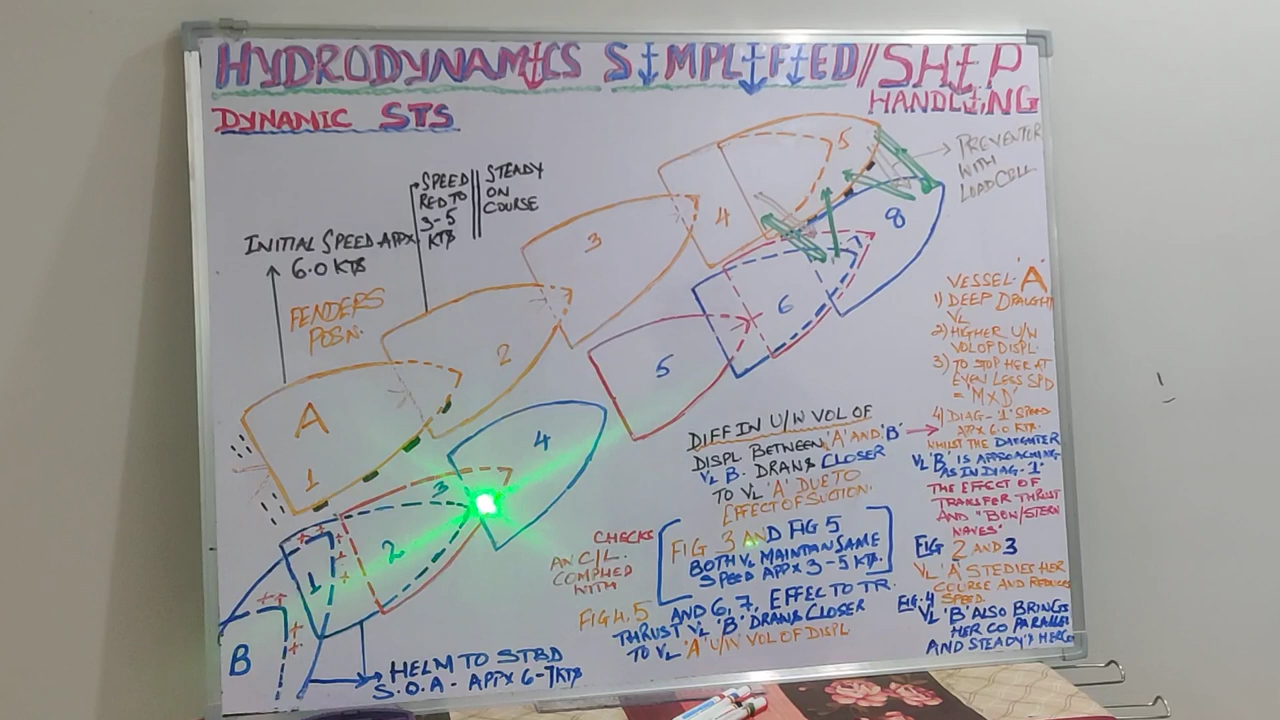 HYDRODYNAMICS SIMPLIFIED // SHIP
HANDLING
DYNAMIC STS
SPEED
RED TO
3-5
KTS
STEADY
ON
COURSE
INITIAL SPEED APPX
6.0 KTS
FENDERS
POSN.
PREVENTOR
WITH
LOADCELL
A
1
2
3
4
5
B
1
2
3
4
5
6
7
8
VESSEL 'A'
1) DEEP DRAUGHT
VL
2) HIGHER U/W
VOL OF DISPL.
3) TO STOP HER AT
EVEN LESS SPD
= 'M X D'
4) DIAG-'1' SPEED
APPX 6.0 KTS.
WHILST THE DAUGHTER
VL 'B' IS APPROACHING
AS IN DIAG-'1'
THE EFFECT OF
TRANSFER THRUST
AND "BOW/STERN
WAVES"
FIG 2 AND 3
VL 'A' STEDIES HER
COURSE AND REDUCES
SPEED.
FIG. 4
VL 'B' ALSO BRINGS
HER CO PARALLEL
AND STEADY'S HER CO
DIFF IN U/W VOL OF
DISPL BETWEEN 'A' AND 'B'
VL B. DRANS CLOSER
TO VL 'A' DUE TO
EFFECT OF SUCTION.
CHECKS
AN C/L.
COMPLIED
WITH
FIG 3 AND FIG 5
BOTH VL MAINTAN SAME
SPEED APPX 3-5 KTS.
FIG 4, 5 AND 6, 7, EFFEC TO TR.
THRUST VL 'B' DRANS CLOSER
TO VL 'A' U/W VOL OF DISPL
HELM TO STBD
S.O.A - APPX 6-7 KTS